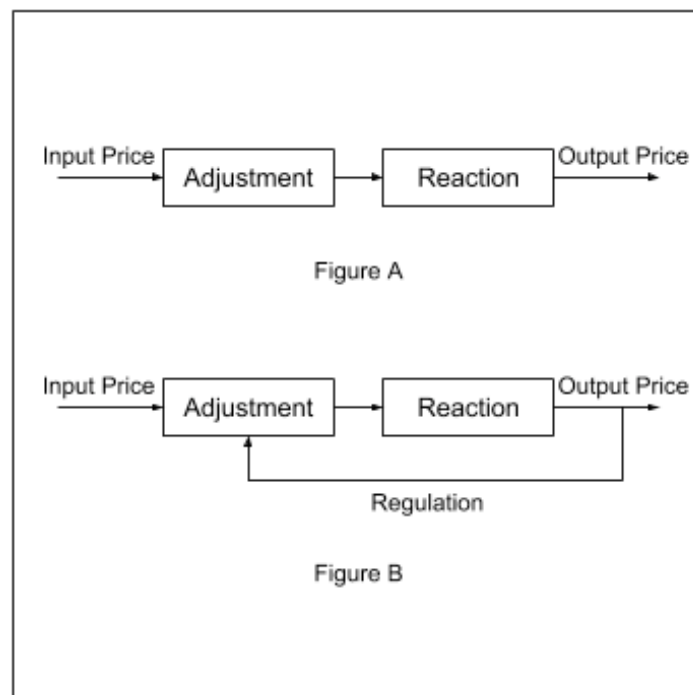 Input Price
Adjustment
Reaction
Output Price
Figure A
Input Price
Adjustment
Reaction
Output Price
Regulation
Figure B